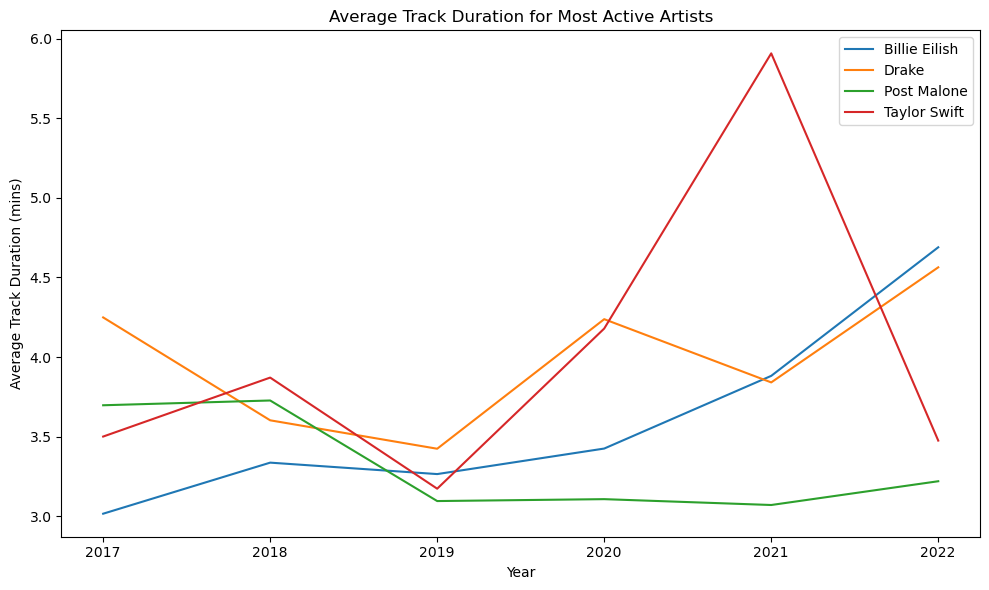 Average Track Duration for Most Active Artists
6.0
5.5
5.0
4.5
4.0
3.5
3.0
Average Track Duration (mins)
Billie Eilish
Drake
Post Malone
Taylor Swift
2017 2018 2019 2020 2021 2022
Year